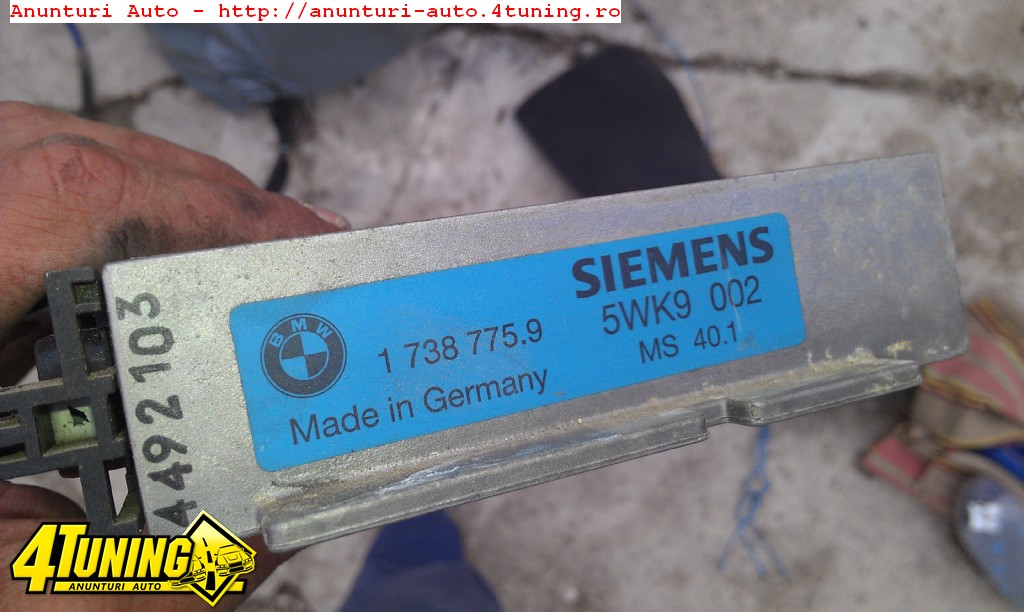 Anunturi Auto - http://anunturi-auto.4tuning.ro
SIEMENS
5WK9 002
MS 40.1
BMW
1 738 775.9
Made in Germany
4492103
4TUNING
ANUNTURI AUTO